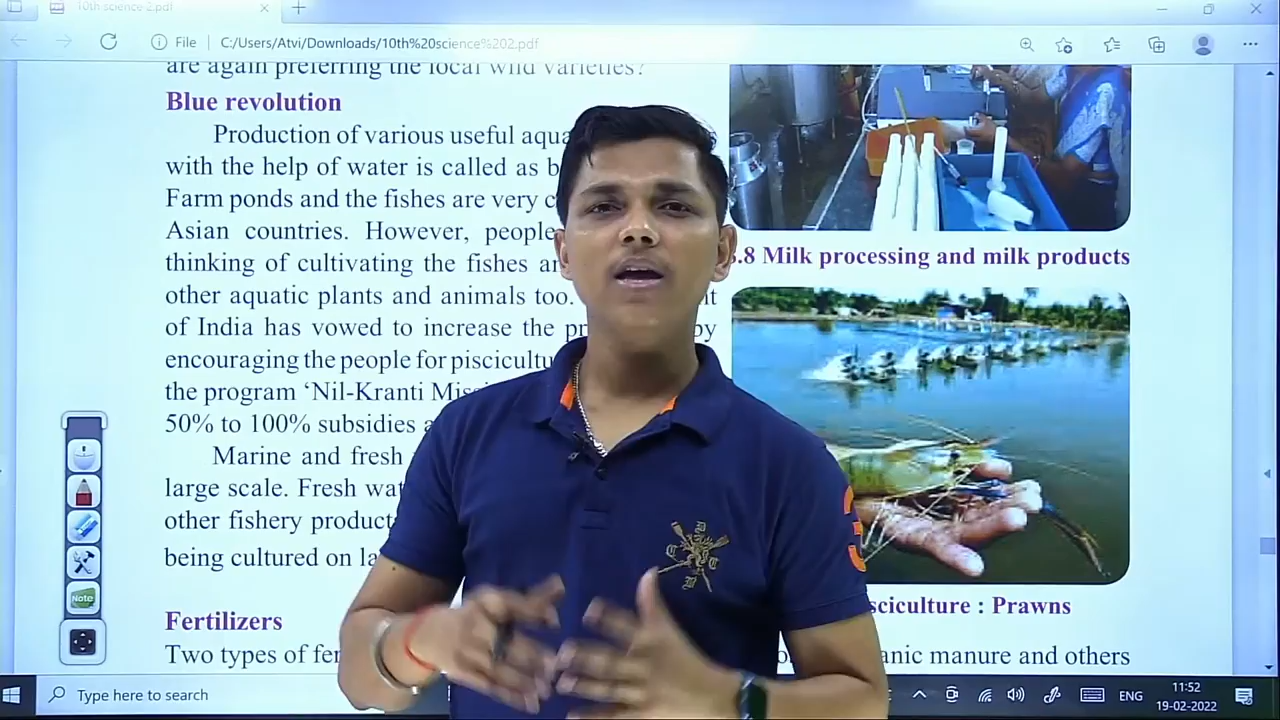 10th science 2.pdf
File
C:/Users/Atvi/Downloads/10th%20science%202.pdf
are again preferring the local wild varieties?
Blue revolution
Production of various useful aqua
with the help of water is called as b
Farm ponds and the fishes are very c
Asian countries. However, people
thinking of cultivating the fishes an
other aquatic plants and animals too.
of India has vowed to increase the pr by
encouraging the people for piscicultu
the program ‘Nil-Kranti Mis
50% to 100% subsidies a
Marine and fresh
large scale. Fresh wat
other fishery product
being cultured on la
Fertilizers
Two types of fer
.8 Milk processing and milk products
sciculture : Prawns
anic manure and others
Note
Type here to search
ENG
11:52
19-02-2022
3